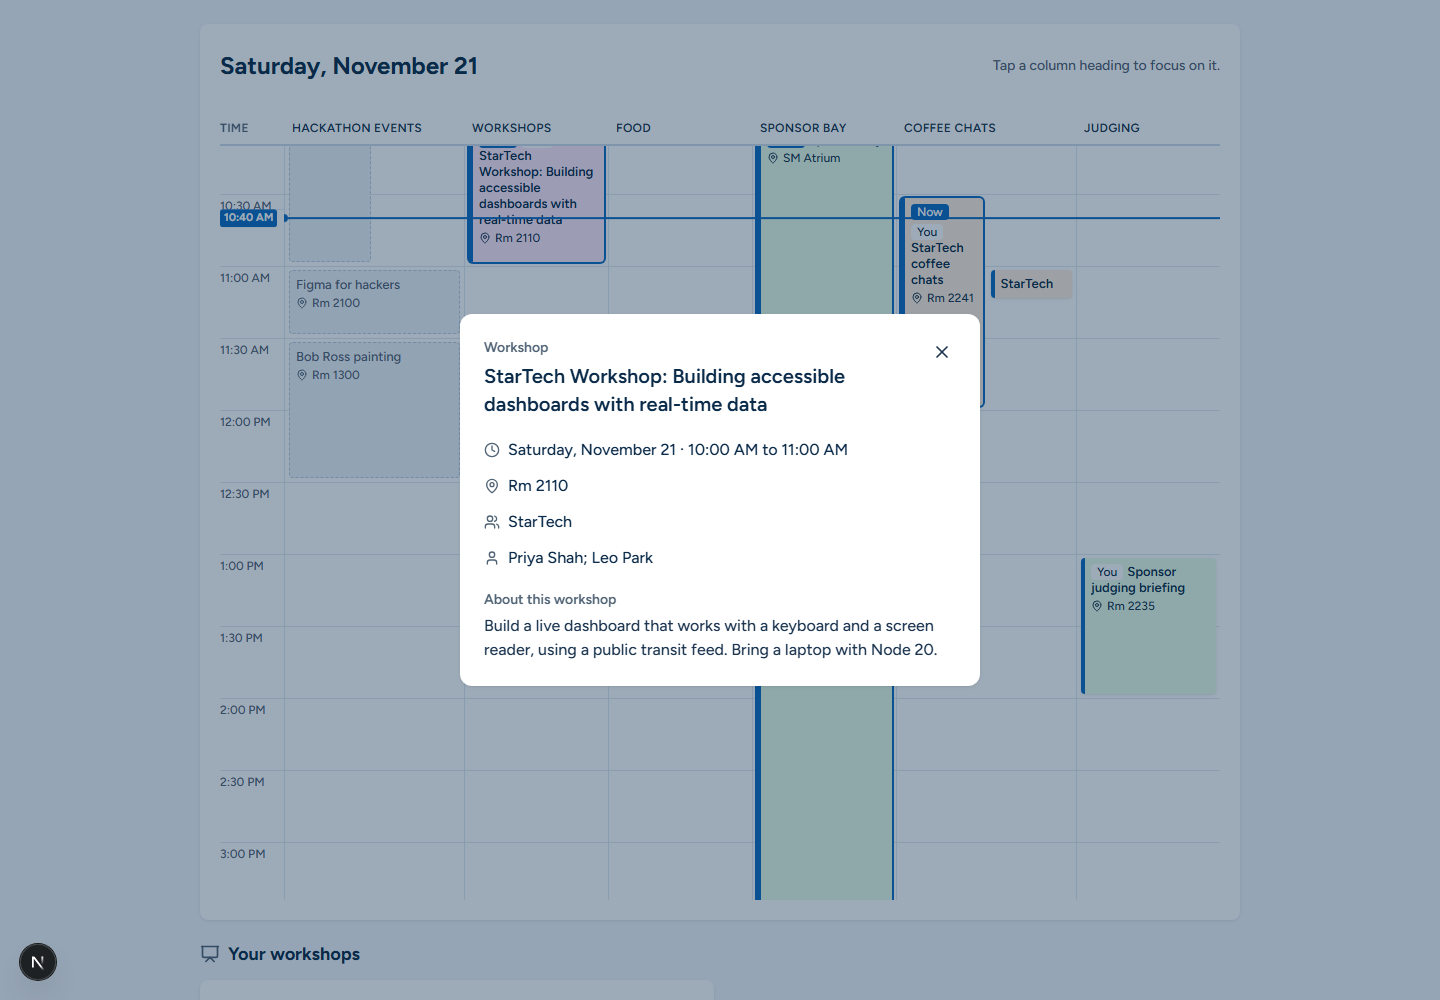 Saturday, November 21
Tap a column heading to focus on it.
TIME
HACKATHON EVENTS
WORKSHOPS
FOOD
SPONSOR BAY
COFFEE CHATS
JUDGING
StarTech
Workshop: Building
accessible
dashboards with
real-time data
Rm 2110
SM Atrium
10:30 AM
10:40 AM
Now
You
StarTech
coffee
chats
Rm 2241
StarTech
11:00 AM
Figma for hackers
Rm 2100
11:30 AM
Bob Ross painting
Rm 1300
12:00 PM
12:30 PM
1:00 PM
1:30 PM
2:00 PM
2:30 PM
3:00 PM
Workshop
StarTech Workshop: Building accessible
dashboards with real-time data
Saturday, November 21 · 10:00 AM to 11:00 AM
Rm 2110
StarTech
Priya Shah; Leo Park
About this workshop
Build a live dashboard that works with a keyboard and a screen
reader, using a public transit feed. Bring a laptop with Node 20.
You Sponsor
judging briefing
Rm 2235
Your workshops
N